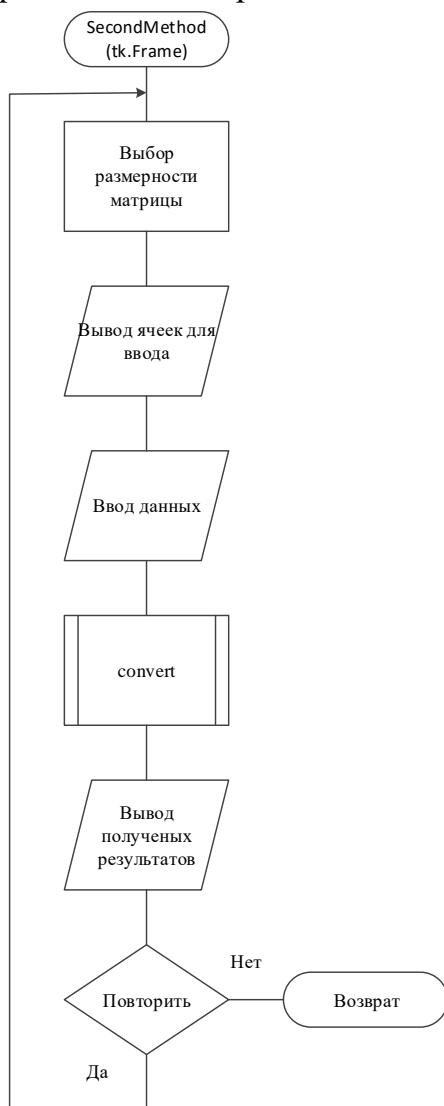 SecondMethod
(tk.Frame)
Выбор
размерности
матрицы
Вывод ячеек для
ввода
Ввод данных
convert
Вывод
полученых
результатов
Повторить
Нет
Возврат
Да